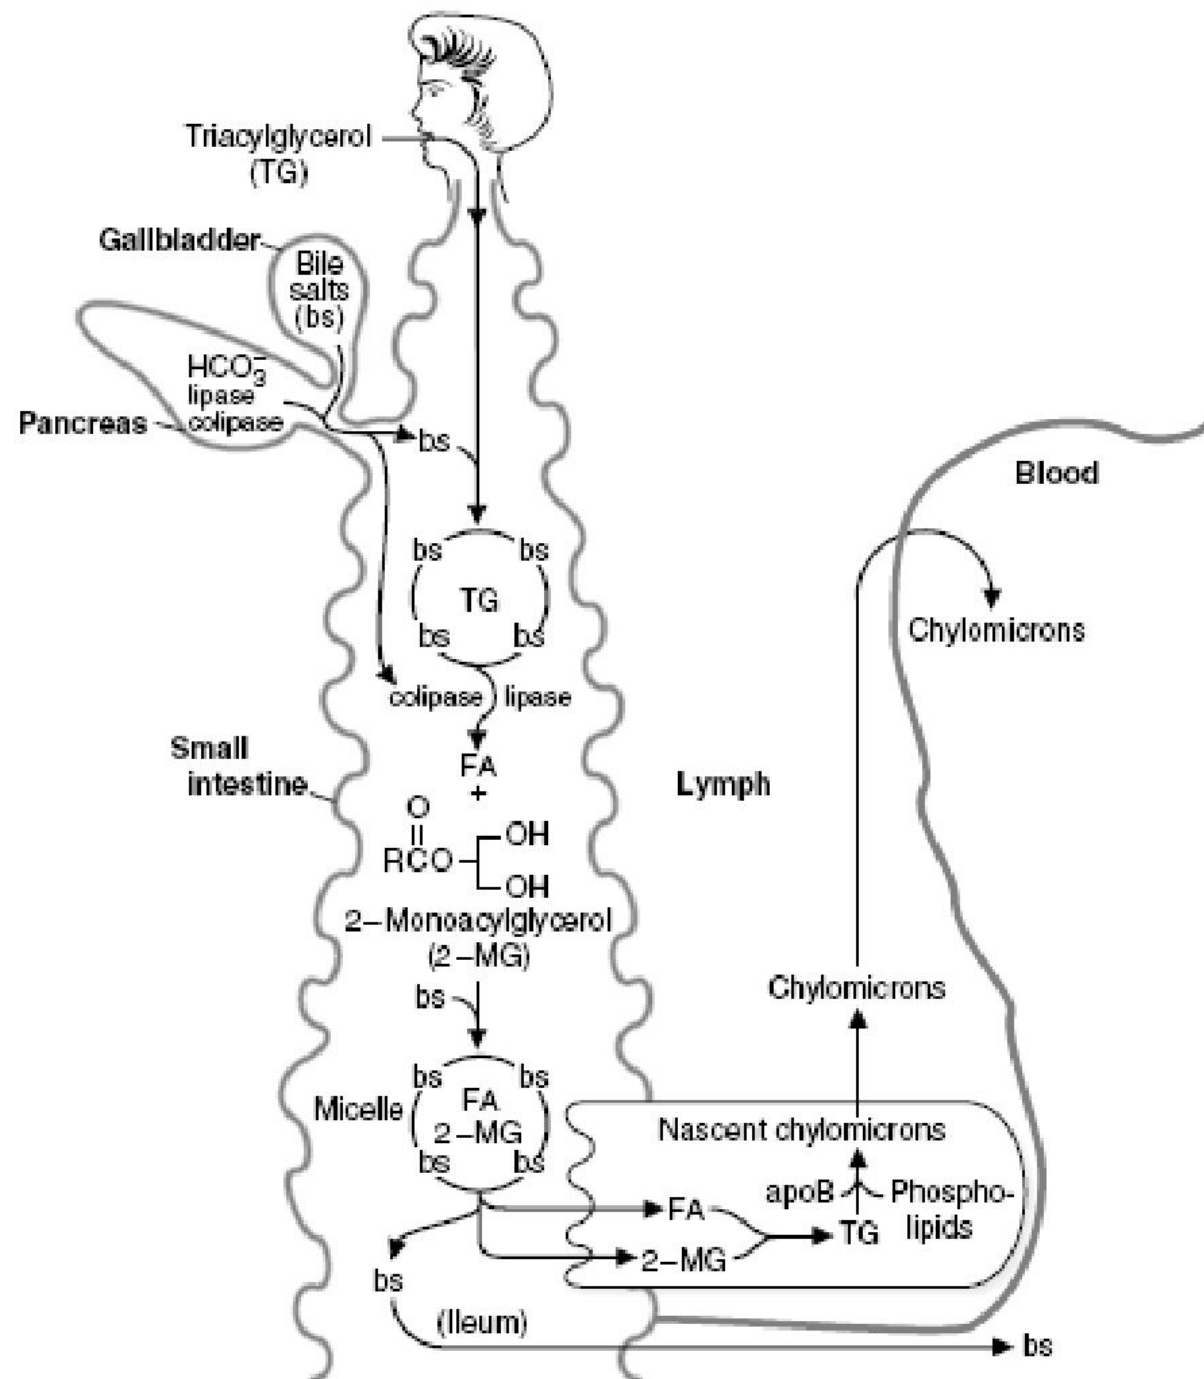 Triacylglycerol
(TG)
Gallbladder
Bile
salts
(bs)
HCO₃⁻
lipase
colipase
Pancreas
bs
Blood
bs
bs
TG
bs
bs
Chylomicrons
colipase
lipase
Small
intestine
FA
+
Lymph
O
RCO
OH
OH
2–Monoacylglycerol
(2–MG)
bs
Chylomicrons
bs
bs
Micelle
FA
2–MG
bs
bs
Nascent chylomicrons
apoB
Phospho-
lipids
FA
TG
2–MG
bs
(Ileum)
bs